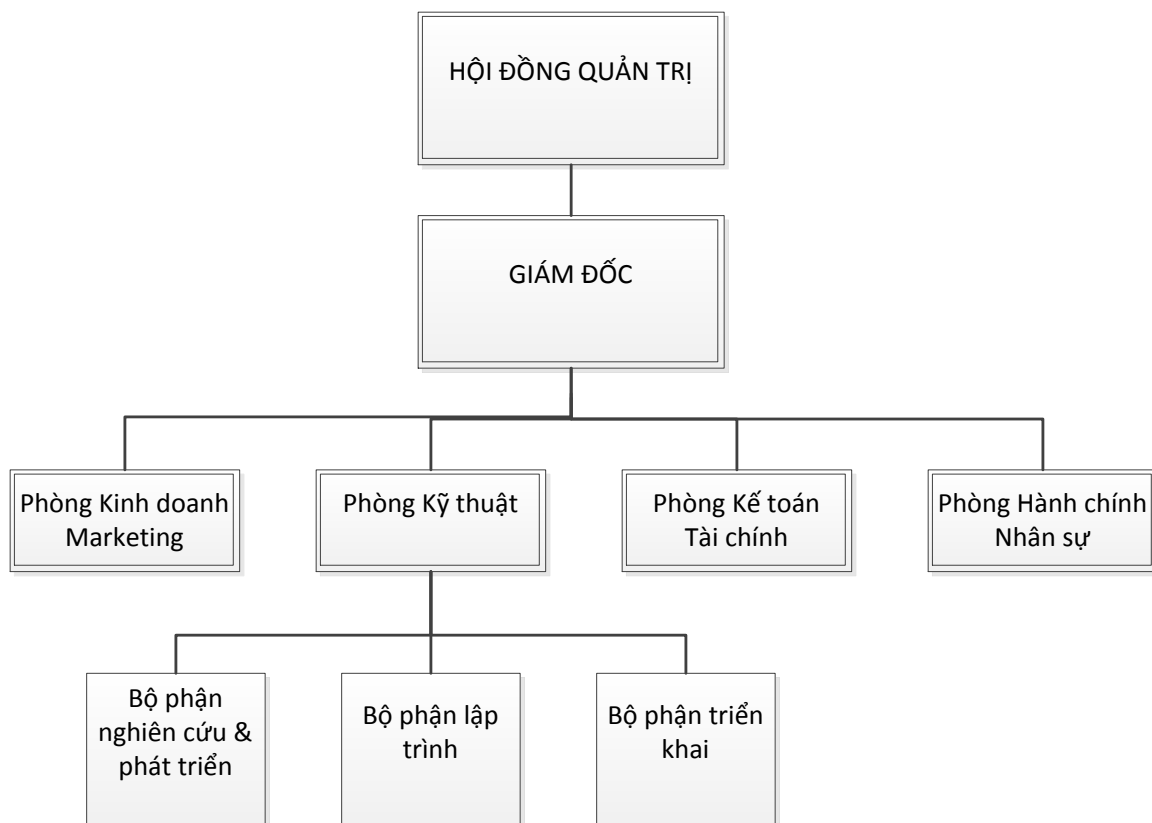 HỘI ĐỒNG QUẢN TRỊ
GIÁM ĐỐC
Phòng Kinh doanh
Marketing
Phòng Kỹ thuật
Phòng Kế toán
Tài chính
Phòng Hành chính
Nhân sự
Bộ phận
nghiên cứu &
phát triển
Bộ phận lập
trình
Bộ phận triển
khai